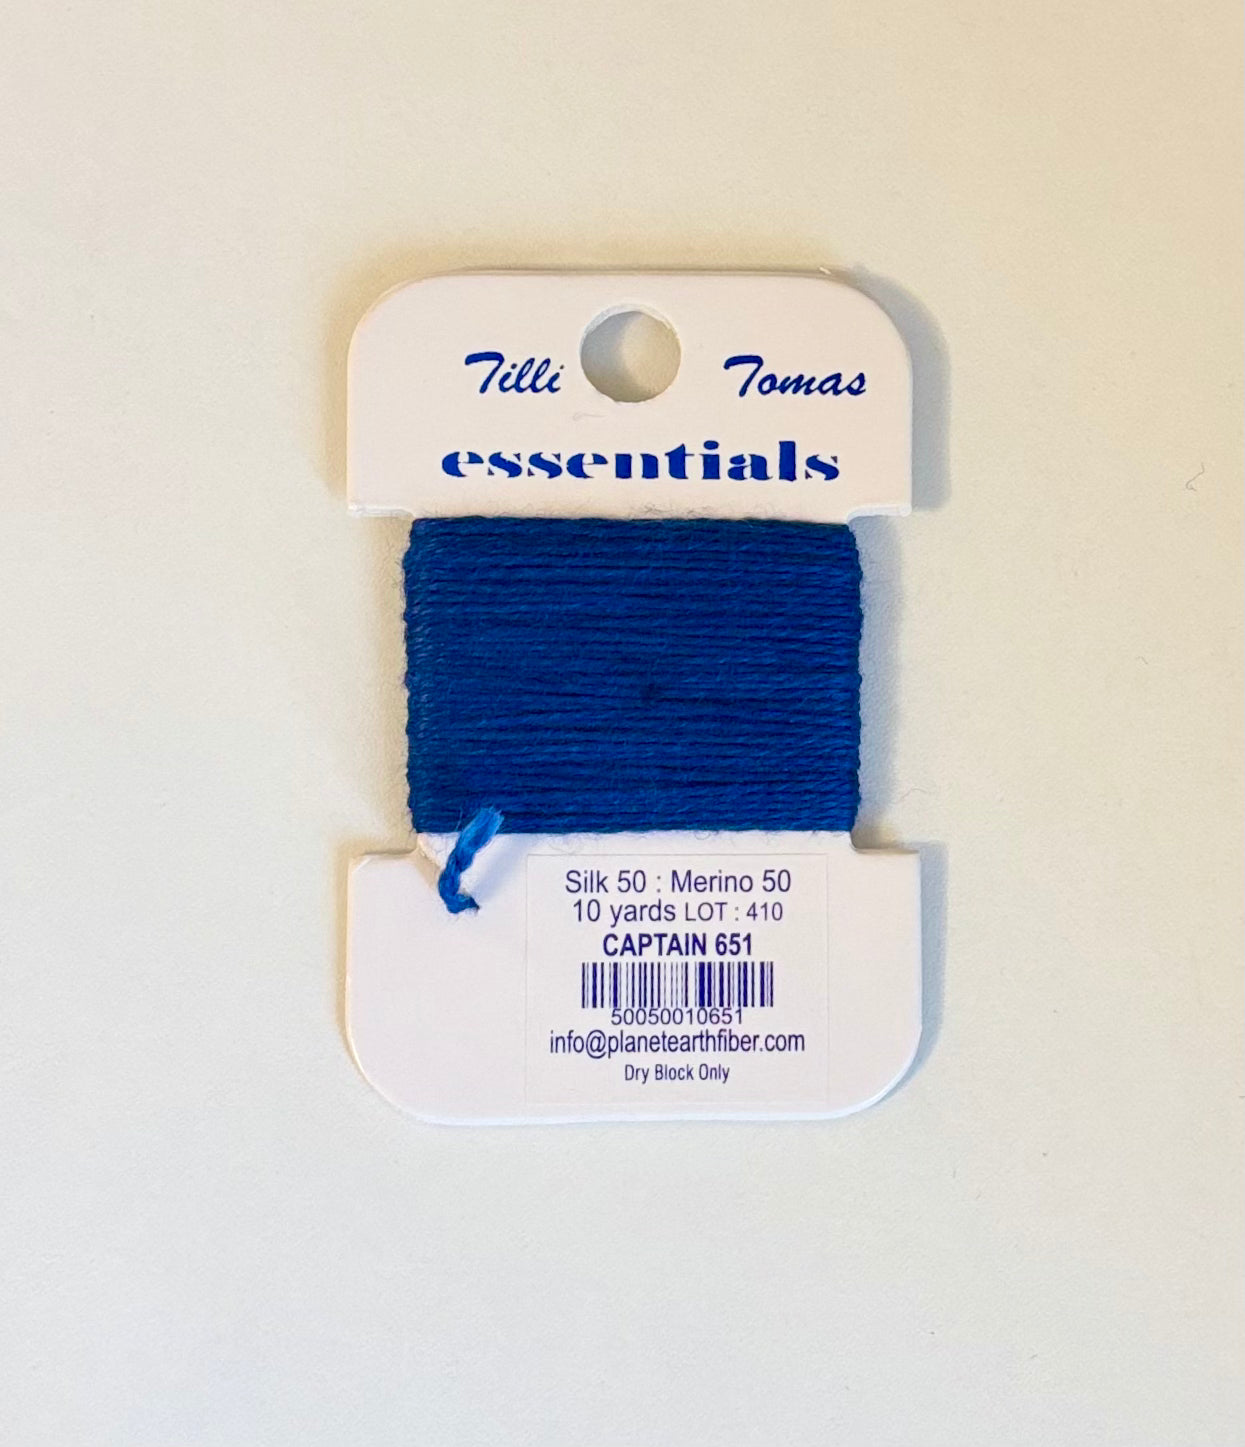 Tilli Tomas
essentials
Silk 50 : Merino 50
10 yards LOT : 410
CAPTAIN 651
50050010651
info@planetearthfiber.com
Dry Block Only